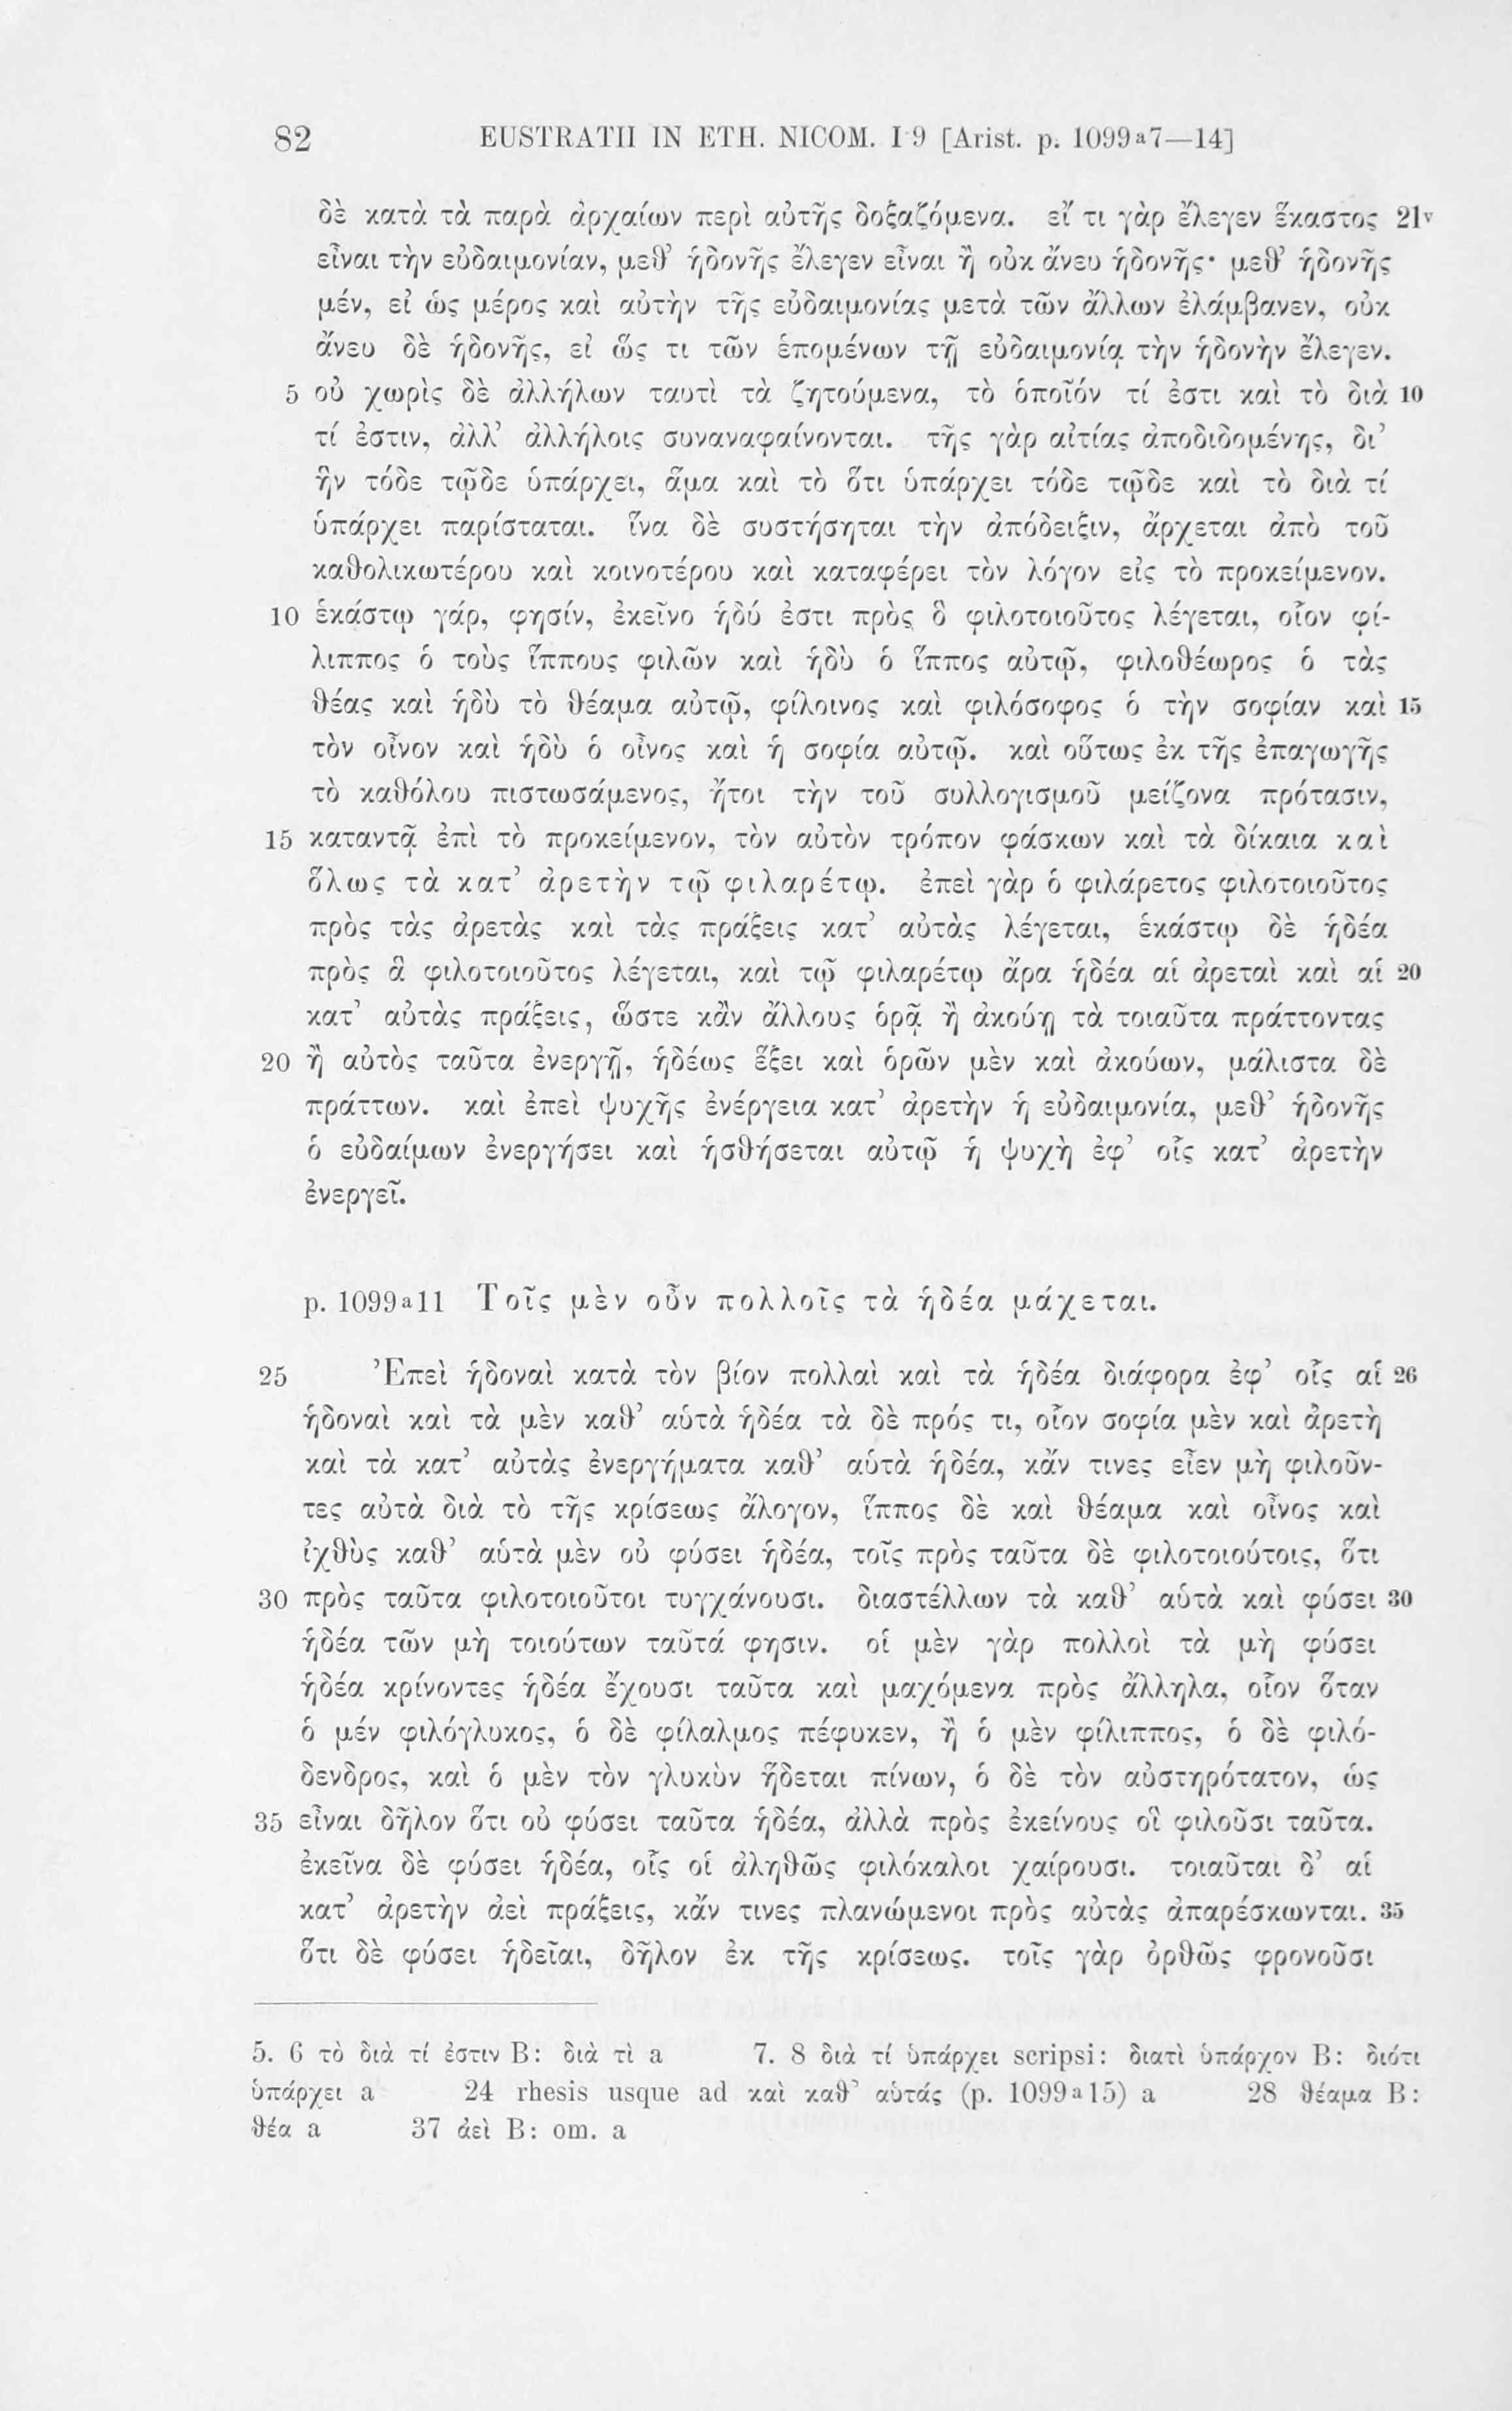 82 EUSTRATII IN ETH. NICOM. I 9 [Arist. p. 1099a7—14]
δὲ κατὰ τὰ παρὰ ἀρχαίων περὶ αὐτῆς δοξαζόμενα. εἴ τι γὰρ ἔλεγεν ἕκαστος 21v
εἶναι τὴν εὐδαιμονίαν, μεθ’ ἡδονῆς ἔλεγεν εἶναι ἢ οὐκ ἄνευ ἡδονῆς· μεθ’ ἡδονῆς
μέν, εἰ ὡς μέρος καὶ αὐτὴν τῆς εὐδαιμονίας μετὰ τῶν ἄλλων ἐλάμβανεν, οὐκ
ἄνευ δὲ ἡδονῆς, εἰ ὥς τι τῶν ἑπομένων τῇ εὐδαιμονίᾳ τὴν ἡδονὴν ἔλεγεν.
5 οὐ χωρὶς δὲ ἀλλήλων ταυτὶ τὰ ζητούμενα, τὸ ὁποῖόν τί ἐστι καὶ τὸ διὰ 10
τί ἐστιν, ἀλλ’ ἀλλήλοις συναναφαίνονται. τῆς γὰρ αἰτίας ἀποδιδομένης, δι’
ἣν τόδε τῷδε ὑπάρχει, ἅμα καὶ τὸ ὅτι ὑπάρχει τόδε τῷδε καὶ τὸ διὰ τί
ὑπάρχει παρίσταται. ἵνα δὲ συστήσηται τὴν ἀπόδειξιν, ἄρχεται ἀπὸ τοῦ
καθολικωτέρου καὶ κοινοτέρου καὶ καταφέρει τὸν λόγον εἰς τὸ προκείμενον.
10 ἑκάστῳ γάρ, φησίν, ἐκεῖνο ἡδύ ἐστι πρὸς ὃ φιλοτοιοῦτος λέγεται, οἷον φί-
λιππος ὁ τοὺς ἵππους φιλῶν καὶ ἡδὺ ὁ ἵππος αὐτῷ, φιλοθέωρος ὁ τὰς
θέας καὶ ἡδὺ τὸ θέαμα αὐτῷ, φίλοινος καὶ φιλόσοφος ὁ τὴν σοφίαν καὶ 15
τὸν οἶνον καὶ ἡδὺ ὁ οἶνος καὶ ἡ σοφία αὐτῷ. καὶ οὕτως ἐκ τῆς ἐπαγωγῆς
τὸ καθόλου πιστωσάμενος, ἤτοι τὴν τοῦ συλλογισμοῦ μείζονα πρότασιν,
15 καταντᾷ ἐπὶ τὸ προκείμενον, τὸν αὐτὸν τρόπον φάσκων καὶ τὰ δίκαια καὶ
ὅλως τὰ κατ’ ἀρετὴν τῷ φιλαρέτῳ. ἐπεὶ γὰρ ὁ φιλάρετος φιλοτοιοῦτος
πρὸς τὰς ἀρετὰς καὶ τὰς πράξεις κατ’ αὐτὰς λέγεται, ἑκάστῳ δὲ ἡδέα
πρὸς ἃ φιλοτοιοῦτος λέγεται, καὶ τῷ φιλαρέτῳ ἄρα ἡδέα αἱ ἀρεταὶ καὶ αἱ 20
κατ’ αὐτὰς πράξεις, ὥστε κἂν ἄλλους ὁρᾷ ἢ ἀκούῃ τὰ τοιαῦτα πράττοντας
20 ἢ αὐτὸς ταῦτα ἐνεργῇ, ἡδέως ἕξει καὶ ὁρῶν μὲν καὶ ἀκούων, μάλιστα δὲ
πράττων. καὶ ἐπεὶ ψυχῆς ἐνέργεια κατ’ ἀρετὴν ἡ εὐδαιμονία, μεθ’ ἡδονῆς
ὁ εὐδαίμων ἐνεργήσει καὶ ἡσθήσεται αὐτῷ ἡ ψυχὴ ἐφ’ οἷς κατ’ ἀρετὴν
ἐνεργεῖ.
p. 1099a11 Τοῖς μὲν οὖν πολλοῖς τὰ ἡδέα μάχεται.
25 Ἐπεὶ ἡδοναὶ κατὰ τὸν βίον πολλαὶ καὶ τὰ ἡδέα διάφορα ἐφ’ οἷς αἱ 26
ἡδοναὶ καὶ τὰ μὲν καθ’ αὑτὰ ἡδέα τὰ δὲ πρός τι, οἷον σοφία μὲν καὶ ἀρετὴ
καὶ τὰ κατ’ αὐτὰς ἐνεργήματα καθ’ αὑτὰ ἡδέα, κἄν τινες εἶεν μὴ φιλοῦν-
τες αὐτὰ διὰ τὸ τῆς κρίσεως ἄλογον, ἵππος δὲ καὶ θέαμα καὶ οἶνος καὶ
ἰχθὺς καθ’ αὑτὰ μὲν οὐ φύσει ἡδέα, τοῖς πρὸς ταῦτα δὲ φιλοτοιούτοις, ὅτι
30 πρὸς ταῦτα φιλοτοιοῦτοι τυγχάνουσι. διαστέλλων τὰ καθ’ αὑτὰ καὶ φύσει 30
ἡδέα τῶν μὴ τοιούτων ταῦτά φησιν. οἱ μὲν γὰρ πολλοὶ τὰ μὴ φύσει
ἡδέα κρίνοντες ἡδέα ἔχουσι ταῦτα καὶ μαχόμενα πρὸς ἄλληλα, οἷον ὅταν
ὁ μέν φιλόγλυκος, ὁ δὲ φίλαλμος πέφυκεν, ἢ ὁ μὲν φίλιππος, ὁ δὲ φιλό-
δενδρος, καὶ ὁ μὲν τὸν γλυκὺν ἥδεται πίνων, ὁ δὲ τὸν αὐστηρότατον, ὡς
35 εἶναι δῆλον ὅτι οὐ φύσει ταῦτα ἡδέα, ἀλλὰ πρὸς ἐκείνους οἳ φιλοῦσι ταῦτα.
ἐκεῖνα δὲ φύσει ἡδέα, οἷς οἱ ἀληθῶς φιλόκαλοι χαίρουσι. τοιαῦται δ’ αἱ
κατ’ ἀρετὴν ἀεὶ πράξεις, κἄν τινες πλανώμενοι πρὸς αὐτὰς ἀπαρέσκωνται. 35
ὅτι δὲ φύσει ἡδεῖαι, δῆλον ἐκ τῆς κρίσεως. τοῖς γὰρ ὀρθῶς φρονοῦσι
5. 6 τὸ διὰ τί ἐστιν B: διὰ τὶ a 7. 8 διὰ τί ὑπάρχει scripsi: διατὶ ὑπάρχον B: διότι
ὑπάρχει a 24 rhesis usque ad καὶ καθ’ αὑτάς (p. 1099a15) a 28 θέαμα B:
θέα a 37 ἀεὶ B: om. a